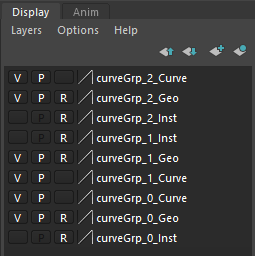 Display Anim
Layers Options Help
V P curveGrp_2_Curve
V P R curveGrp_2_Geo
P R curveGrp_2_Inst
P R curveGrp_1_Inst
V P R curveGrp_1_Geo
V P curveGrp_1_Curve
V P curveGrp_0_Curve
V P R curveGrp_0_Geo
P R curveGrp_0_Inst